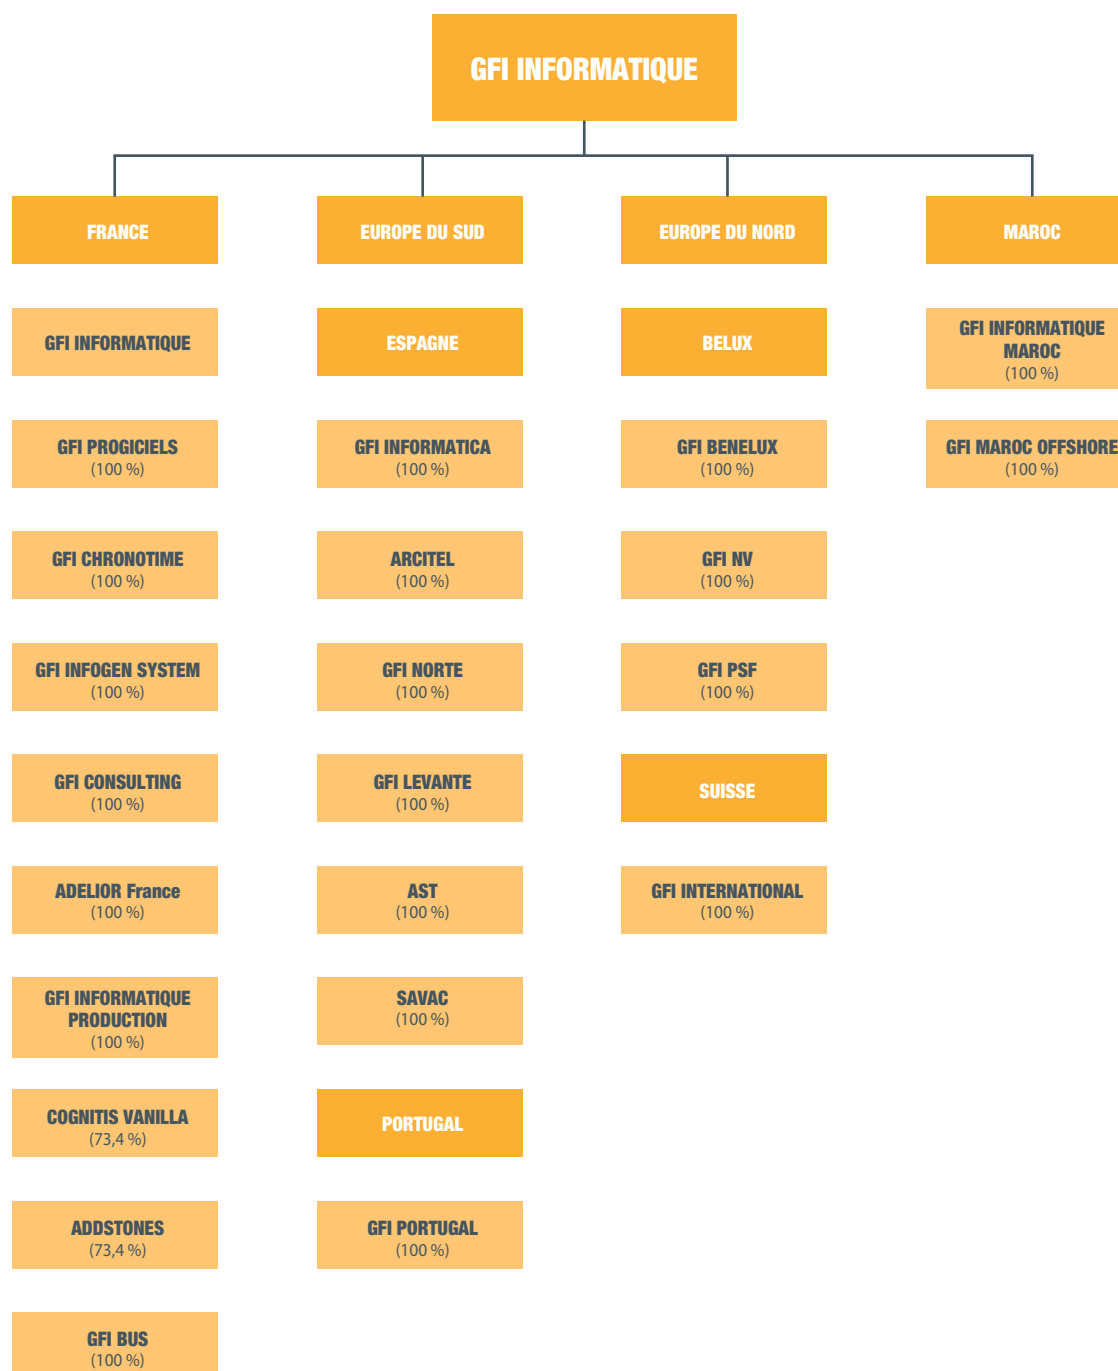 GFI INFORMATIQUE
FRANCE
GFI INFORMATIQUE
GFI PROGICIELS
(100 %)
GFI CHRONOTIME
(100 %)
GFI INFOGEN SYSTEM
(100 %)
GFI CONSULTING
(100 %)
ADELIOR France
(100 %)
GFI INFORMATIQUE
PRODUCTION
(100 %)
COGNITIS VANILLA
(73,4 %)
ADDSTONES
(73,4 %)
GFI BUS
(100 %)
EUROPE DU SUD
ESPAGNE
GFI INFORMATICA
(100 %)
ARCITEL
(100 %)
GFI NORTE
(100 %)
GFI LEVANTE
(100 %)
AST
(100 %)
SAVAC
(100 %)
PORTUGAL
GFI PORTUGAL
(100 %)
EUROPE DU NORD
BELUX
GFI BENELUX
(100 %)
GFI NV
(100 %)
GFI PSF
(100 %)
SUISSE
GFI INTERNATIONAL
(100 %)
MAROC
GFI INFORMATIQUE
MAROC
(100 %)
GFI MAROC OFFSHORE
(100 %)